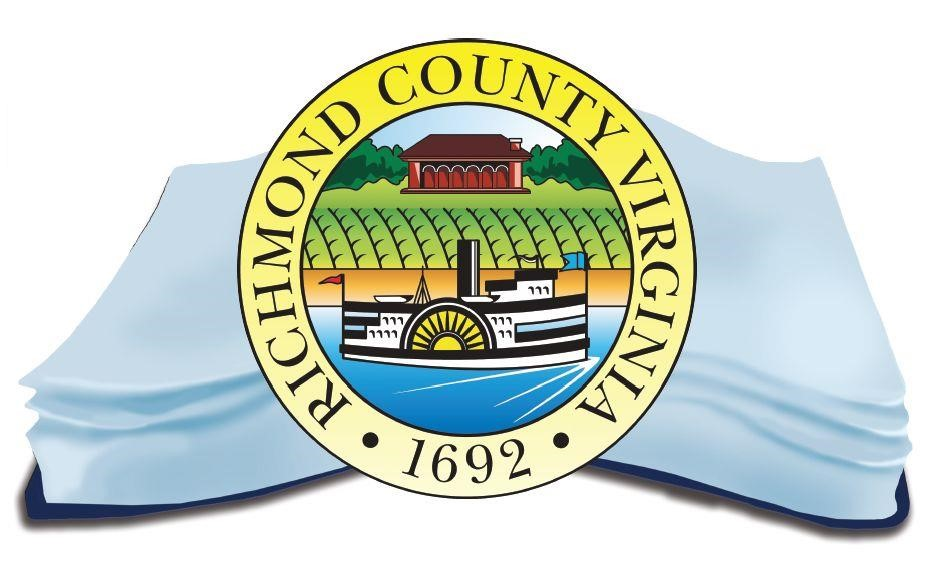 RICHMOND COUNTY VIRGINIA
• 1692 •